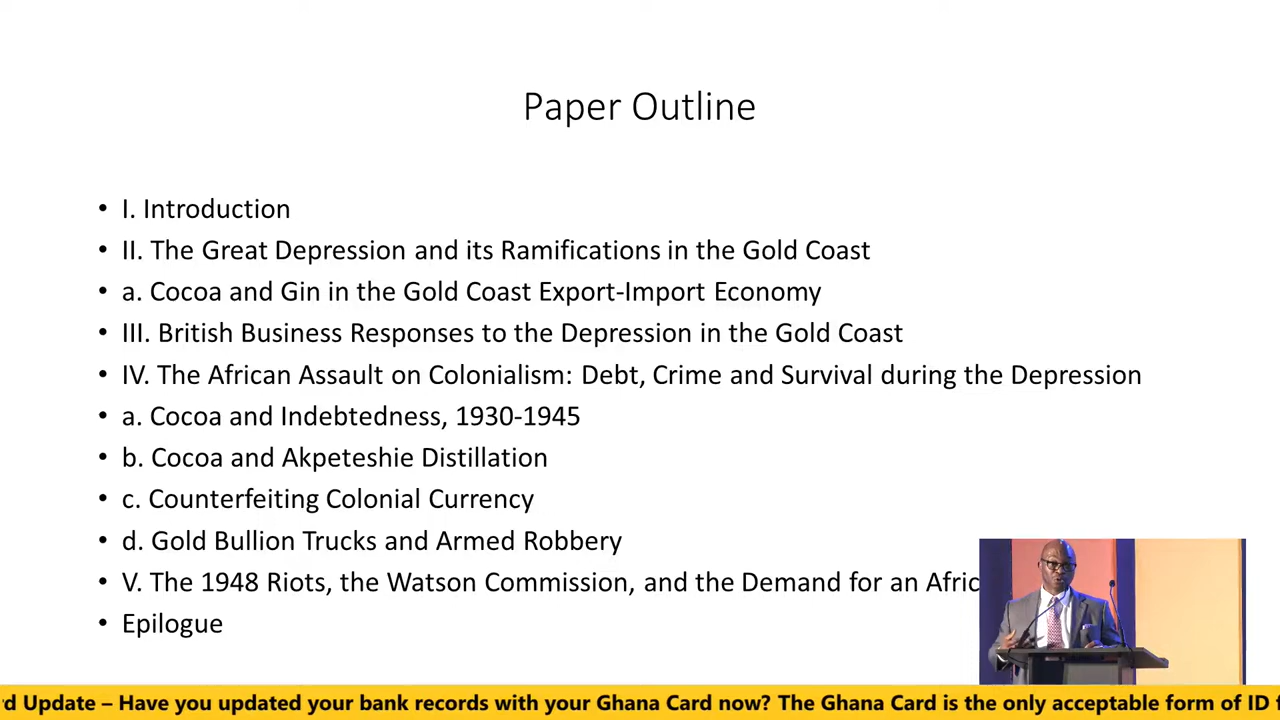 Paper Outline
• I. Introduction
• II. The Great Depression and its Ramifications in the Gold Coast
• a. Cocoa and Gin in the Gold Coast Export-Import Economy
• III. British Business Responses to the Depression in the Gold Coast
• IV. The African Assault on Colonialism: Debt, Crime and Survival during the Depression
• a. Cocoa and Indebtedness, 1930-1945
• b. Cocoa and Akpeteshie Distillation
• c. Counterfeiting Colonial Currency
• d. Gold Bullion Trucks and Armed Robbery
• V. The 1948 Riots, the Watson Commission, and the Demand for an Afric
• Epilogue
rd Update – Have you updated your bank records with your Ghana Card now? The Ghana Card is the only acceptable form of ID